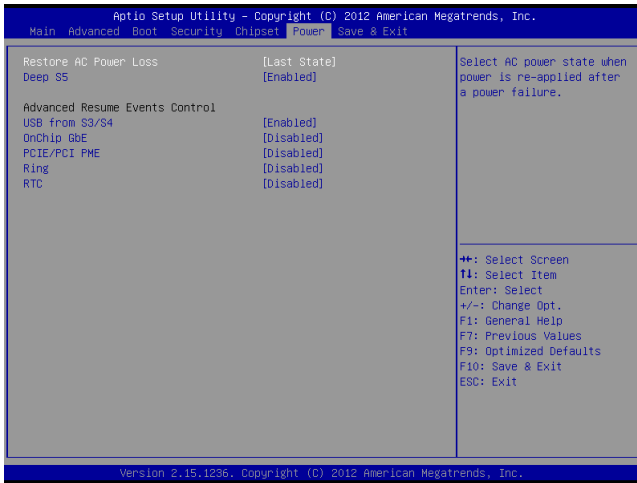 Aptio Setup Utility – Copyright (C) 2012 American Megatrends, Inc.
Main Advanced Boot Security Chipset Power Save & Exit
Restore AC Power Loss [Last State]
Deep S5 [Enabled]
Advanced Resume Events Control
USB from S3/S4 [Enabled]
OnChip GbE [Disabled]
PCIE/PCI PME [Disabled]
Ring [Disabled]
RTC [Disabled]
Select AC power state when
power is re-applied after
a power failure.
→←: Select Screen
↑↓: Select Item
Enter: Select
+/-: Change Opt.
F1: General Help
F7: Previous Values
F9: Optimized Defaults
F10: Save & Exit
ESC: Exit
Version 2.15.1236. Copyright (C) 2012 American Megatrends, Inc.